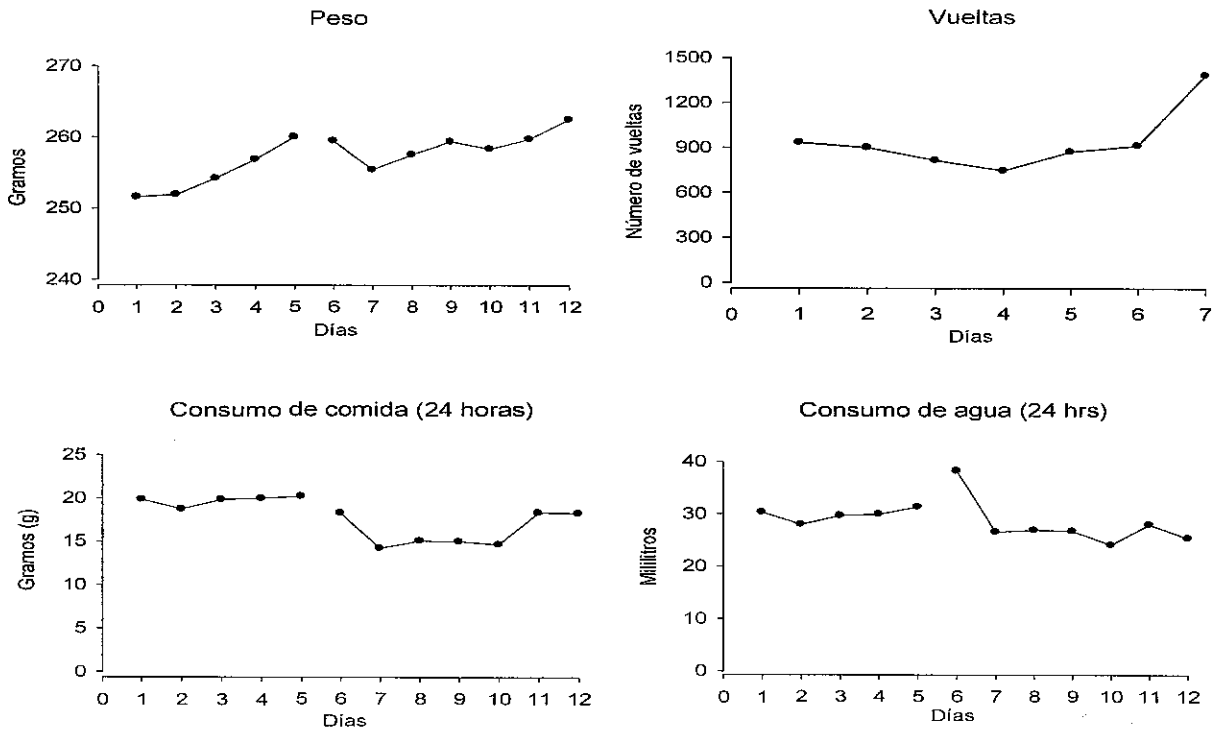 Peso
Gramos
270
260
250
240
0 1 2 3 4 5 6 7 8 9 10 11 12
Días
Vueltas
Número de vueltas
1500
1200
900
600
300
0
0 1 2 3 4 5 6 7
Días
Consumo de comida (24 horas)
Gramos (g)
25
20
15
10
5
0
0 1 2 3 4 5 6 7 8 9 10 11 12
Días
Consumo de agua (24 hrs)
Mililitros
40
30
20
10
0
0 1 2 3 4 5 6 7 8 9 10 11 12
Días